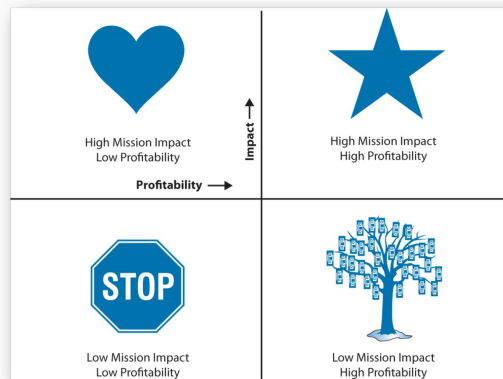 High Mission Impact
Low Profitability
High Mission Impact
High Profitability
Impact
Profitability
STOP
Low Mission Impact
Low Profitability
Low Mission Impact
High Profitability